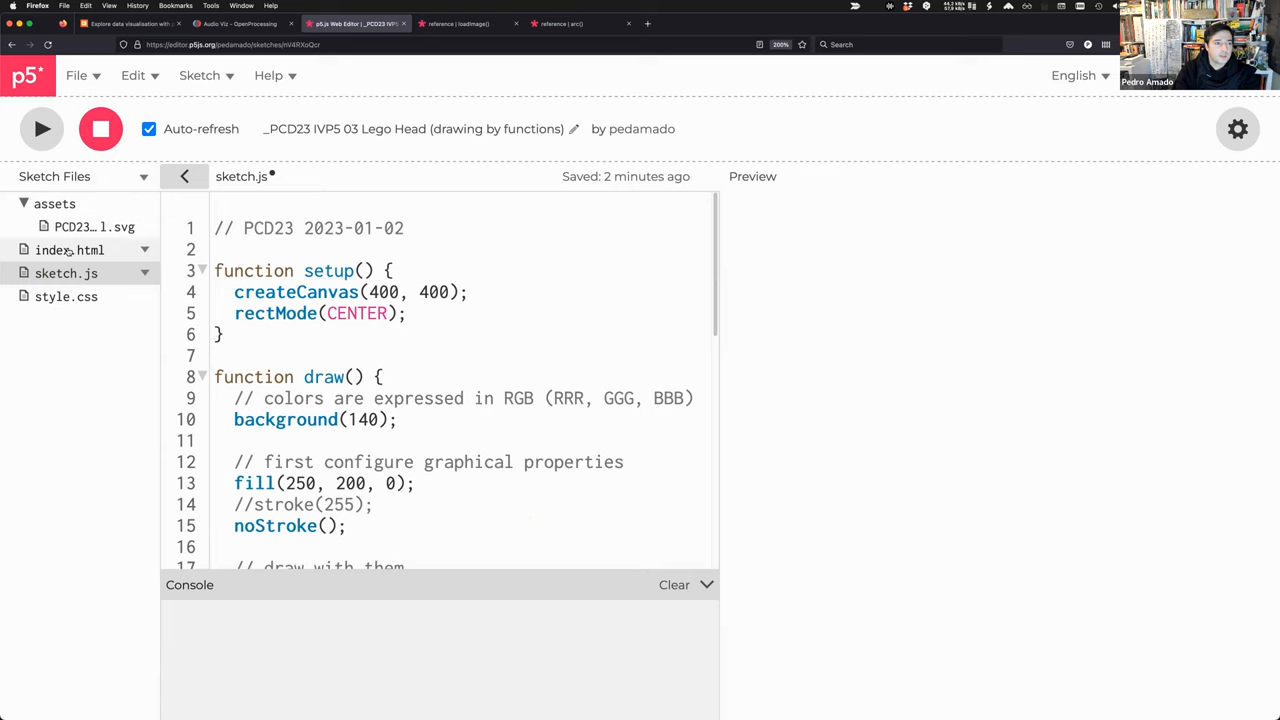 Firefox File Edit View History Bookmarks Tools Window Help
Explore data visualisation with
Audio Viz - OpenProcessing
p5.js Web Editor | _PCD23 IVP5
reference | loadImage()
reference | arc()
https://editor.p5js.org/pedamado/sketches/nV4RXoQcr
200%
Search
Pedro Amado
p5*
File
Edit
Sketch
Help
English
Auto-refresh
_PCD23 IVP5 03 Lego Head (drawing by functions)
by pedamado
Sketch Files
sketch.js
Saved: 2 minutes ago
Preview
assets
PCD23...l.svg
index.html
sketch.js
style.css
1 // PCD23 2023-01-02
2
3 function setup() {
4 createCanvas(400, 400);
5 rectMode(CENTER);
6 }
7
8 function draw() {
9 // colors are expressed in RGB (RRR, GGG, BBB)
10 background(140);
11
12 // first configure graphical properties
13 fill(250, 200, 0);
14 //stroke(255);
15 noStroke();
16
17 // draw with them
Console
Clear